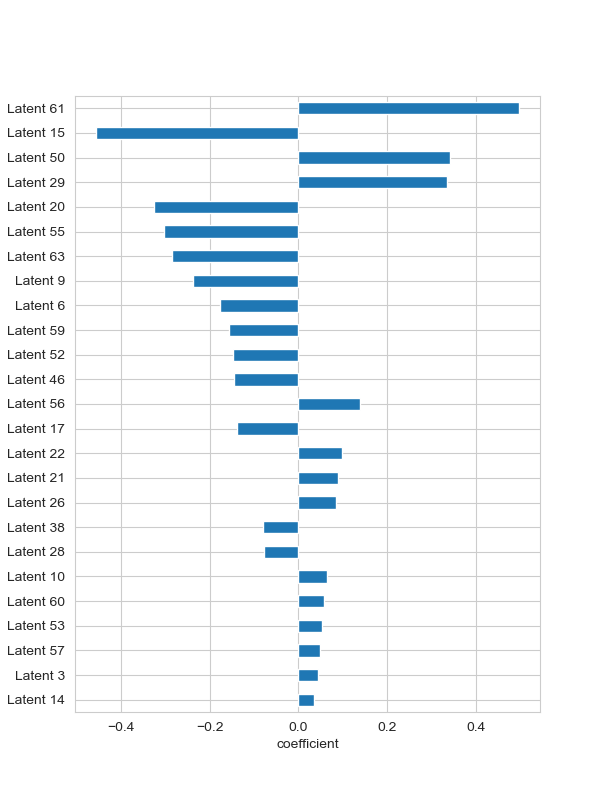 Latent 61
Latent 15
Latent 50
Latent 29
Latent 20
Latent 55
Latent 63
Latent 9
Latent 6
Latent 59
Latent 52
Latent 46
Latent 56
Latent 17
Latent 22
Latent 21
Latent 26
Latent 38
Latent 28
Latent 10
Latent 60
Latent 53
Latent 57
Latent 3
Latent 14
−0.4 −0.2 0.0 0.2 0.4
coefficient